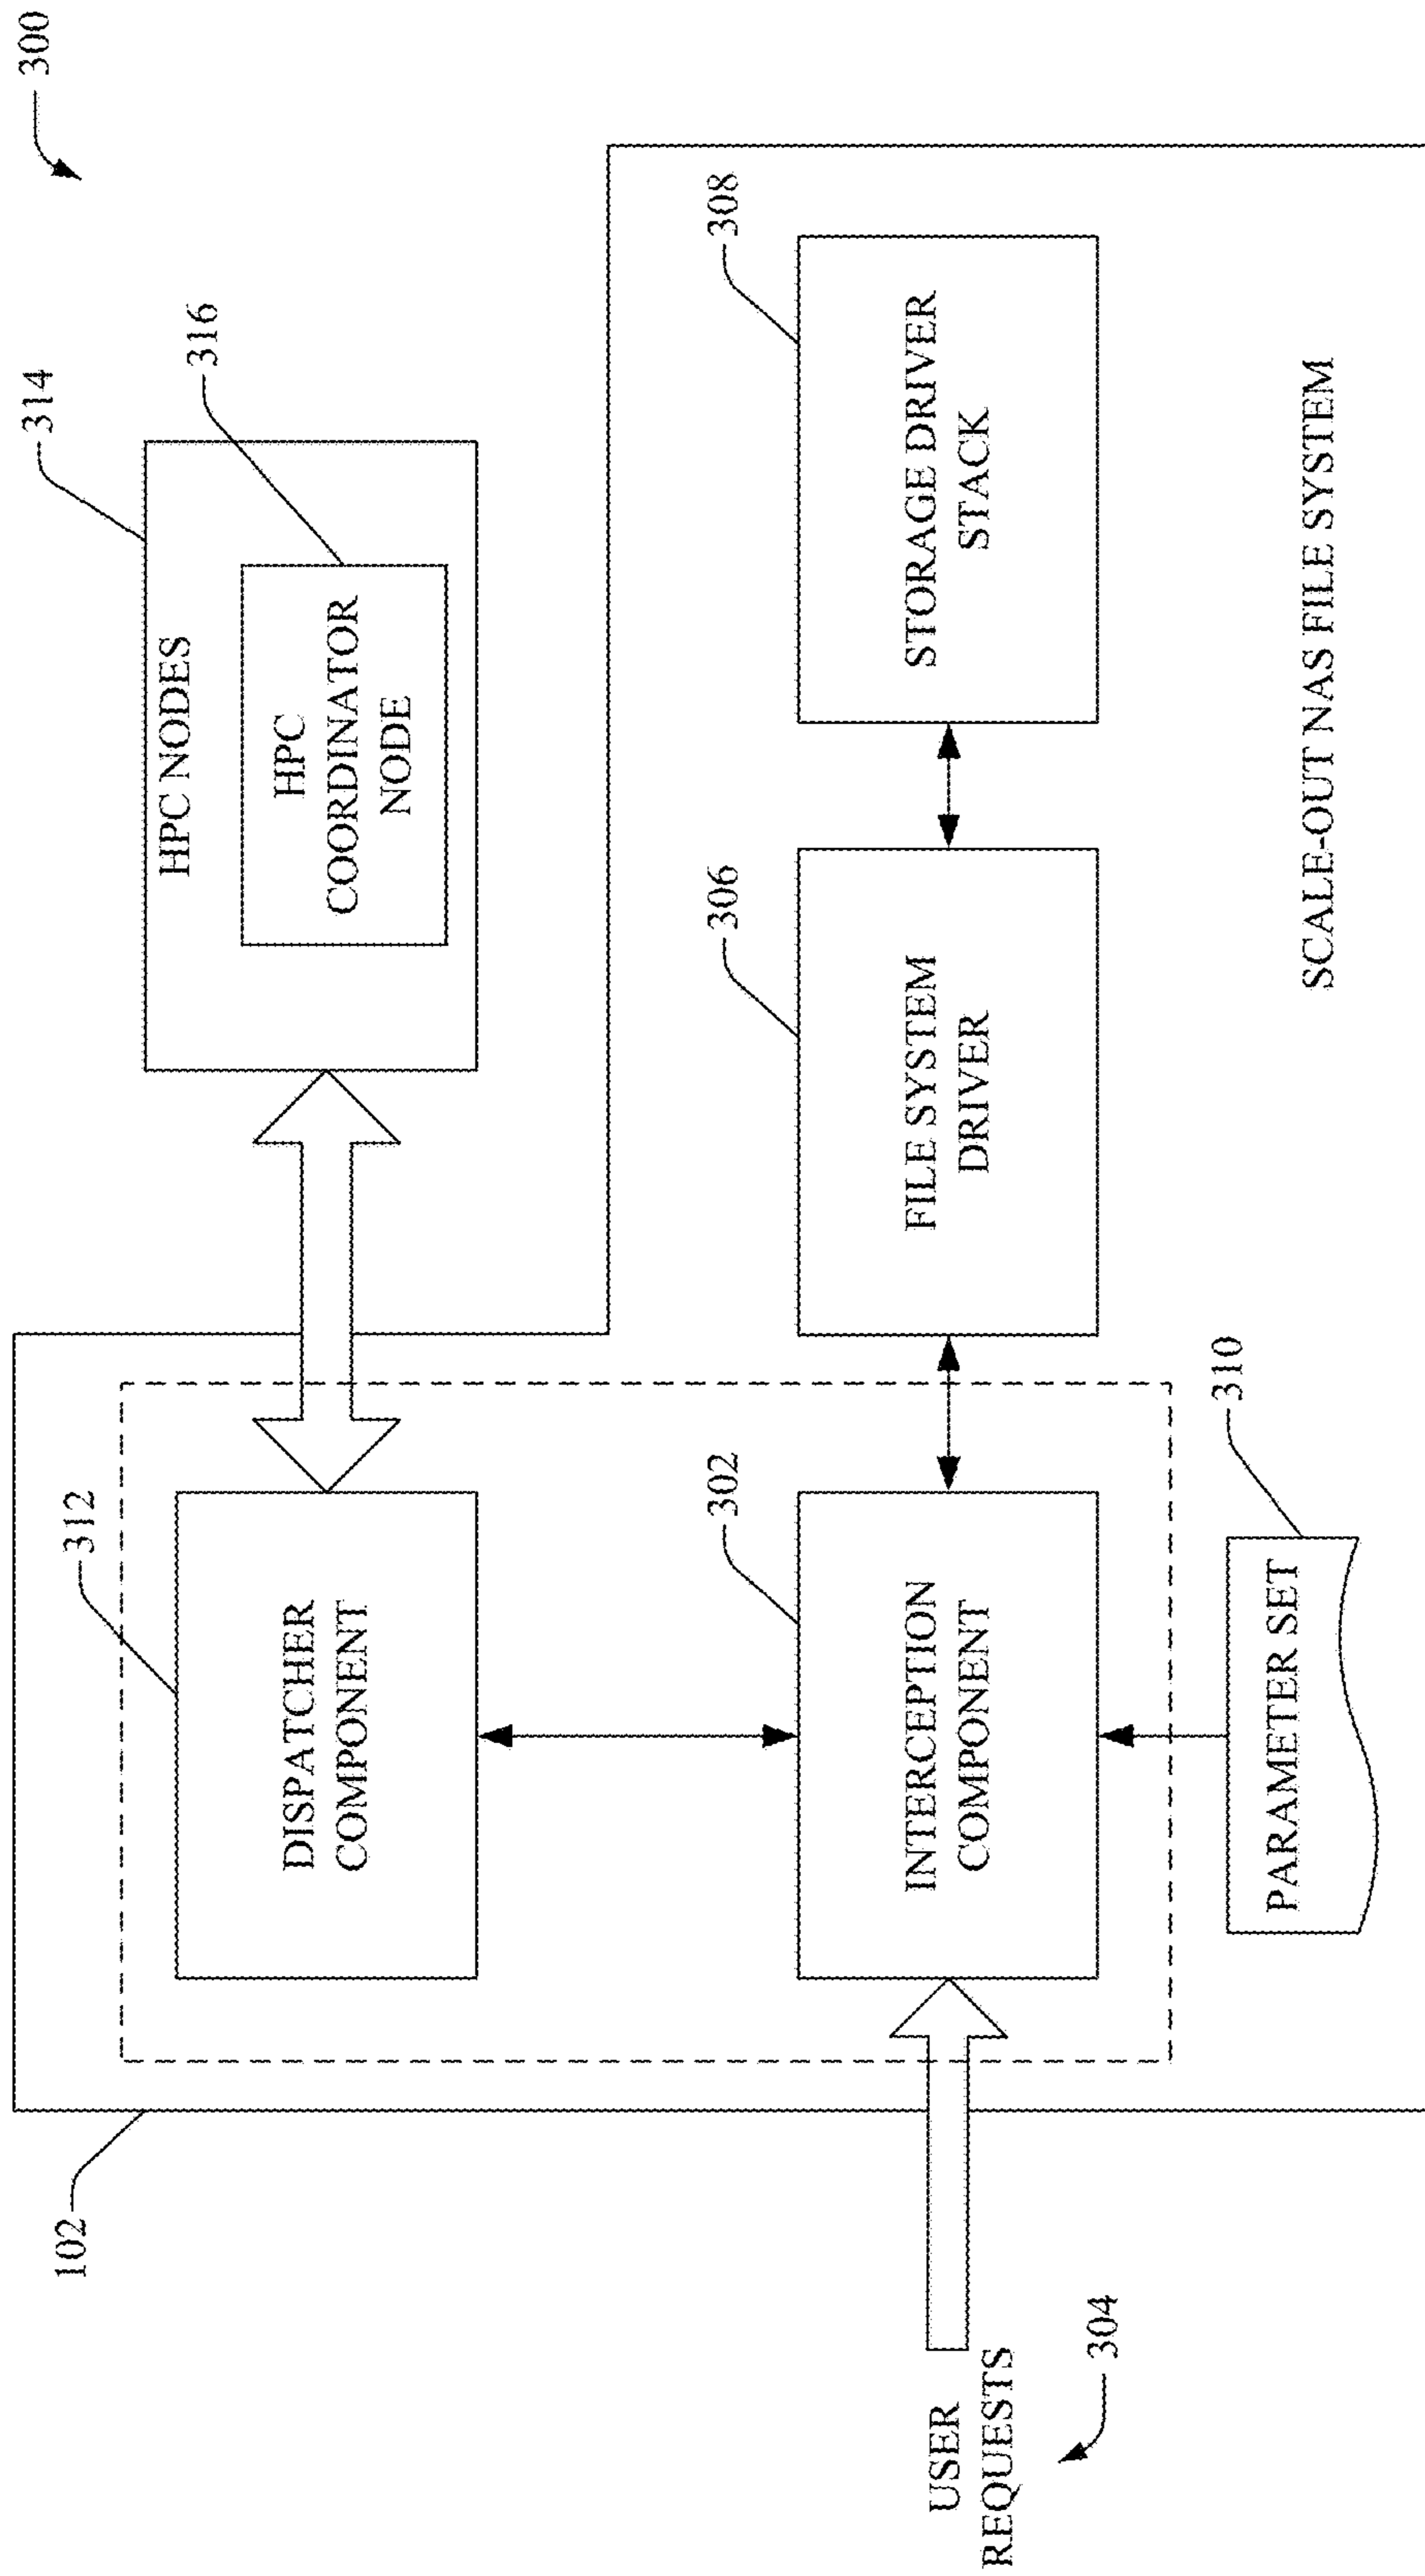 300
314
HPC NODES
316
HPC
COORDINATOR
NODE
312
DISPATCHER
COMPONENT
102
308
STORAGE DRIVER
STACK
306
FILE SYSTEM
DRIVER
302
INTERCEPTION
COMPONENT
USER
REQUESTS
304
310
PARAMETER SET
SCALE-OUT NAS FILE SYSTEM